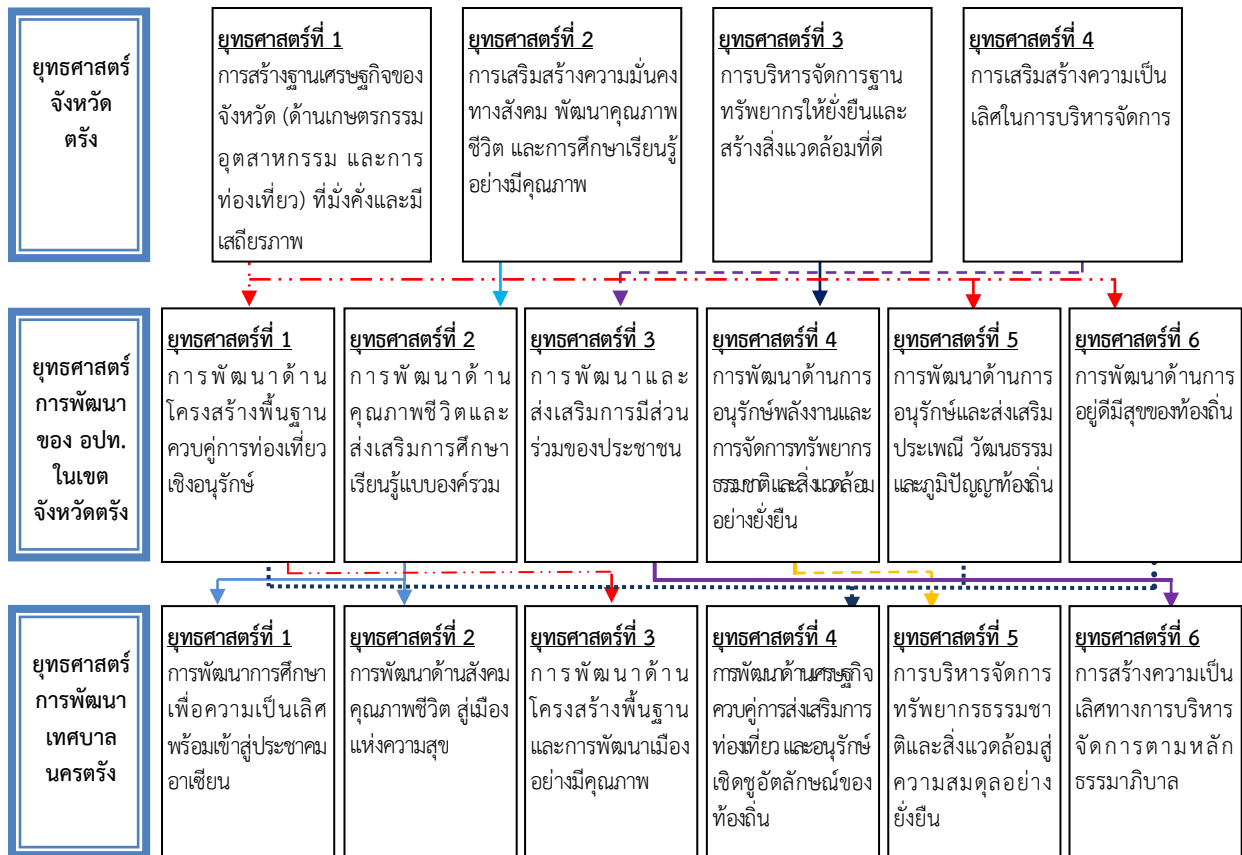 ยุทธศาสตร์
จังหวัด
ตรัง
ยุทธศาสตร์ที่ 1
การสร้างฐานเศรษฐกิจของ
จังหวัด (ด้านเกษตรกรรม
อุตสาหกรรม และการ
ท่องเที่ยว) ที่มั่งคั่งและมี
เสถียรภาพ
ยุทธศาสตร์ที่ 2
การเสริมสร้างความมั่นคง
ทางสังคม พัฒนาคุณภาพ
ชีวิต และการศึกษาเรียนรู้
อย่างมีคุณภาพ
ยุทธศาสตร์ที่ 3
การบริหารจัดการฐาน
ทรัพยากรให้ยั่งยืนและ
สร้างสิ่งแวดล้อมที่ดี
ยุทธศาสตร์ที่ 4
การเสริมสร้างความเป็น
เลิศในการบริหารจัดการ
ยุทธศาสตร์
การพัฒนา
ของ อปท.
ในเขต
จังหวัดตรัง
ยุทธศาสตร์ที่ 1
การพัฒนาด้าน
โครงสร้างพื้นฐาน
ควบคู่การท่องเที่ยว
เชิงอนุรักษ์
ยุทธศาสตร์ที่ 2
การพัฒนาด้าน
คุณภาพชีวิตและ
ส่งเสริมการศึกษา
เรียนรู้แบบองค์รวม
ยุทธศาสตร์ที่ 3
การพัฒนาและ
ส่งเสริมการมีส่วน
ร่วมของประชาชน
ยุทธศาสตร์ที่ 4
การพัฒนาด้านการ
อนุรักษ์พลังงานและ
การจัดการทรัพยากร
ธรรมชาติและสิ่งแวดล้อม
อย่างยั่งยืน
ยุทธศาสตร์ที่ 5
การพัฒนาด้านการ
อนุรักษ์และส่งเสริม
ประเพณี วัฒนธรรม
และภูมิปัญญาท้องถิ่น
ยุทธศาสตร์ที่ 6
การพัฒนาด้านการ
อยู่ดีมีสุขของท้องถิ่น
ยุทธศาสตร์
การพัฒนา
เทศบาล
นครตรัง
ยุทธศาสตร์ที่ 1
การพัฒนาการศึกษา
เพื่อความเป็นเลิศ
พร้อมเข้าสู่ประชาคม
อาเซียน
ยุทธศาสตร์ที่ 2
การพัฒนาด้านสังคม
คุณภาพชีวิต สู่เมือง
แห่งความสุข
ยุทธศาสตร์ที่ 3
การพัฒนาด้าน
โครงสร้างพื้นฐาน
และการพัฒนาเมือง
อย่างมีคุณภาพ
ยุทธศาสตร์ที่ 4
การพัฒนาด้านเศรษฐกิจ
ควบคู่การส่งเสริมการ
ท่องเที่ยว และอนุรักษ์
เชิดชูอัตลักษณ์ของ
ท้องถิ่น
ยุทธศาสตร์ที่ 5
การบริหารจัดการ
ทรัพยากรธรรมชา
ติและสิ่งแวดล้อมสู่
ความสมดุลอย่าง
ยั่งยืน
ยุทธศาสตร์ที่ 6
การสร้างความเป็น
เลิศทางการบริหาร
จัดการตามหลัก
ธรรมาภิบาล